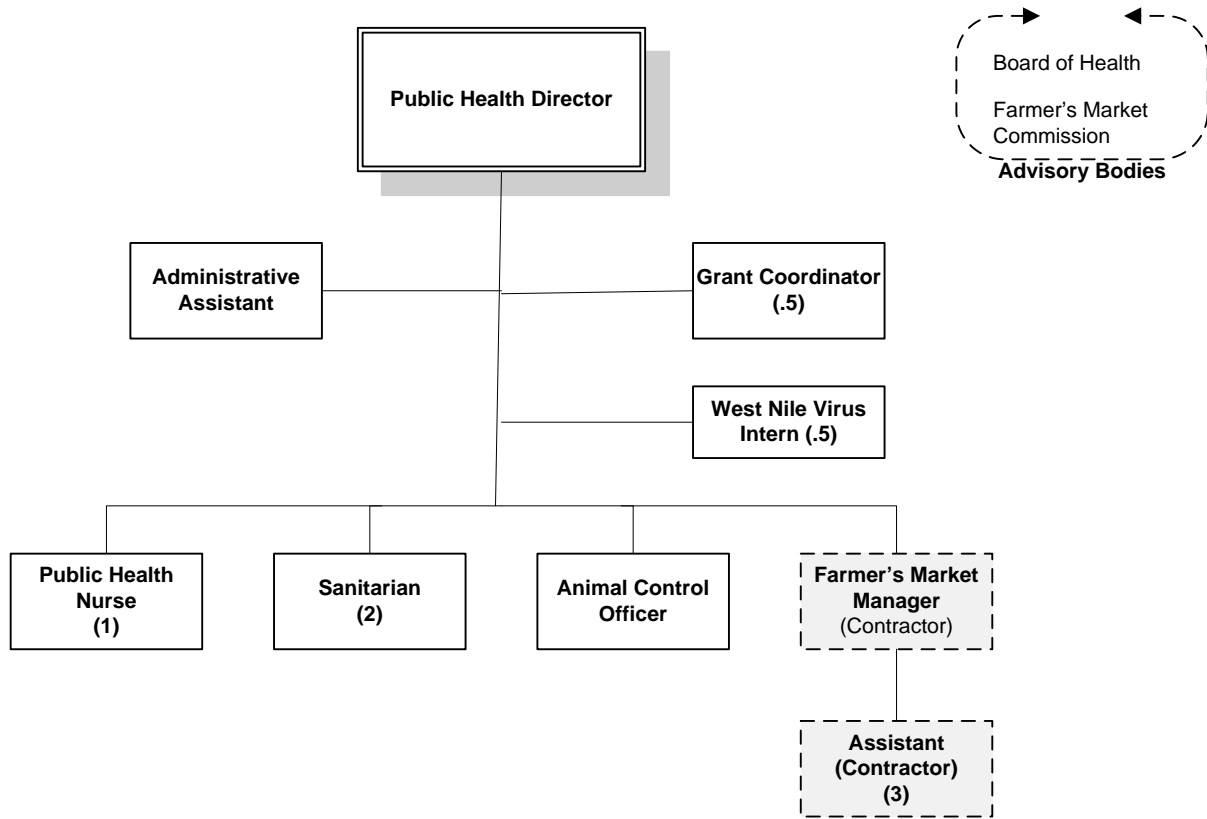 Public Health Director
Board of Health
Farmer’s Market
Commission
Advisory Bodies
Administrative
Assistant
Grant Coordinator
(.5)
West Nile Virus
Intern (.5)
Public Health
Nurse
(1)
Sanitarian
(2)
Animal Control
Officer
Farmer’s Market
Manager
(Contractor)
Assistant
(Contractor)
(3)